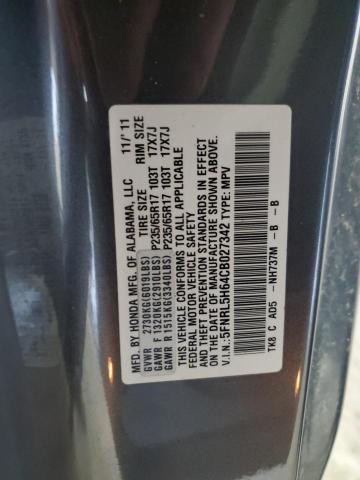 MFD. BY HONDA MFG. OF ALABAMA, LLC 11/'11
TIRE SIZE RIM SIZE
GVWR 2730KG(6019LBS)
GAWR F 1320KG(2910LBS) P235/65R17 103T 17X7J
GAWR R 1515KG(3340LBS) P235/65R17 103T 17X7J
THIS VEHICLE CONFORMS TO ALL APPLICABLE
FEDERAL MOTOR VEHICLE SAFETY
AND THEFT PREVENTION STANDARDS IN EFFECT
ON THE DATE OF MANUFACTURE SHOWN ABOVE.
V.I.N.:5FNRL5H64CB027342 TYPE: MPV
TK8 C AD5 -NH737M -B -B